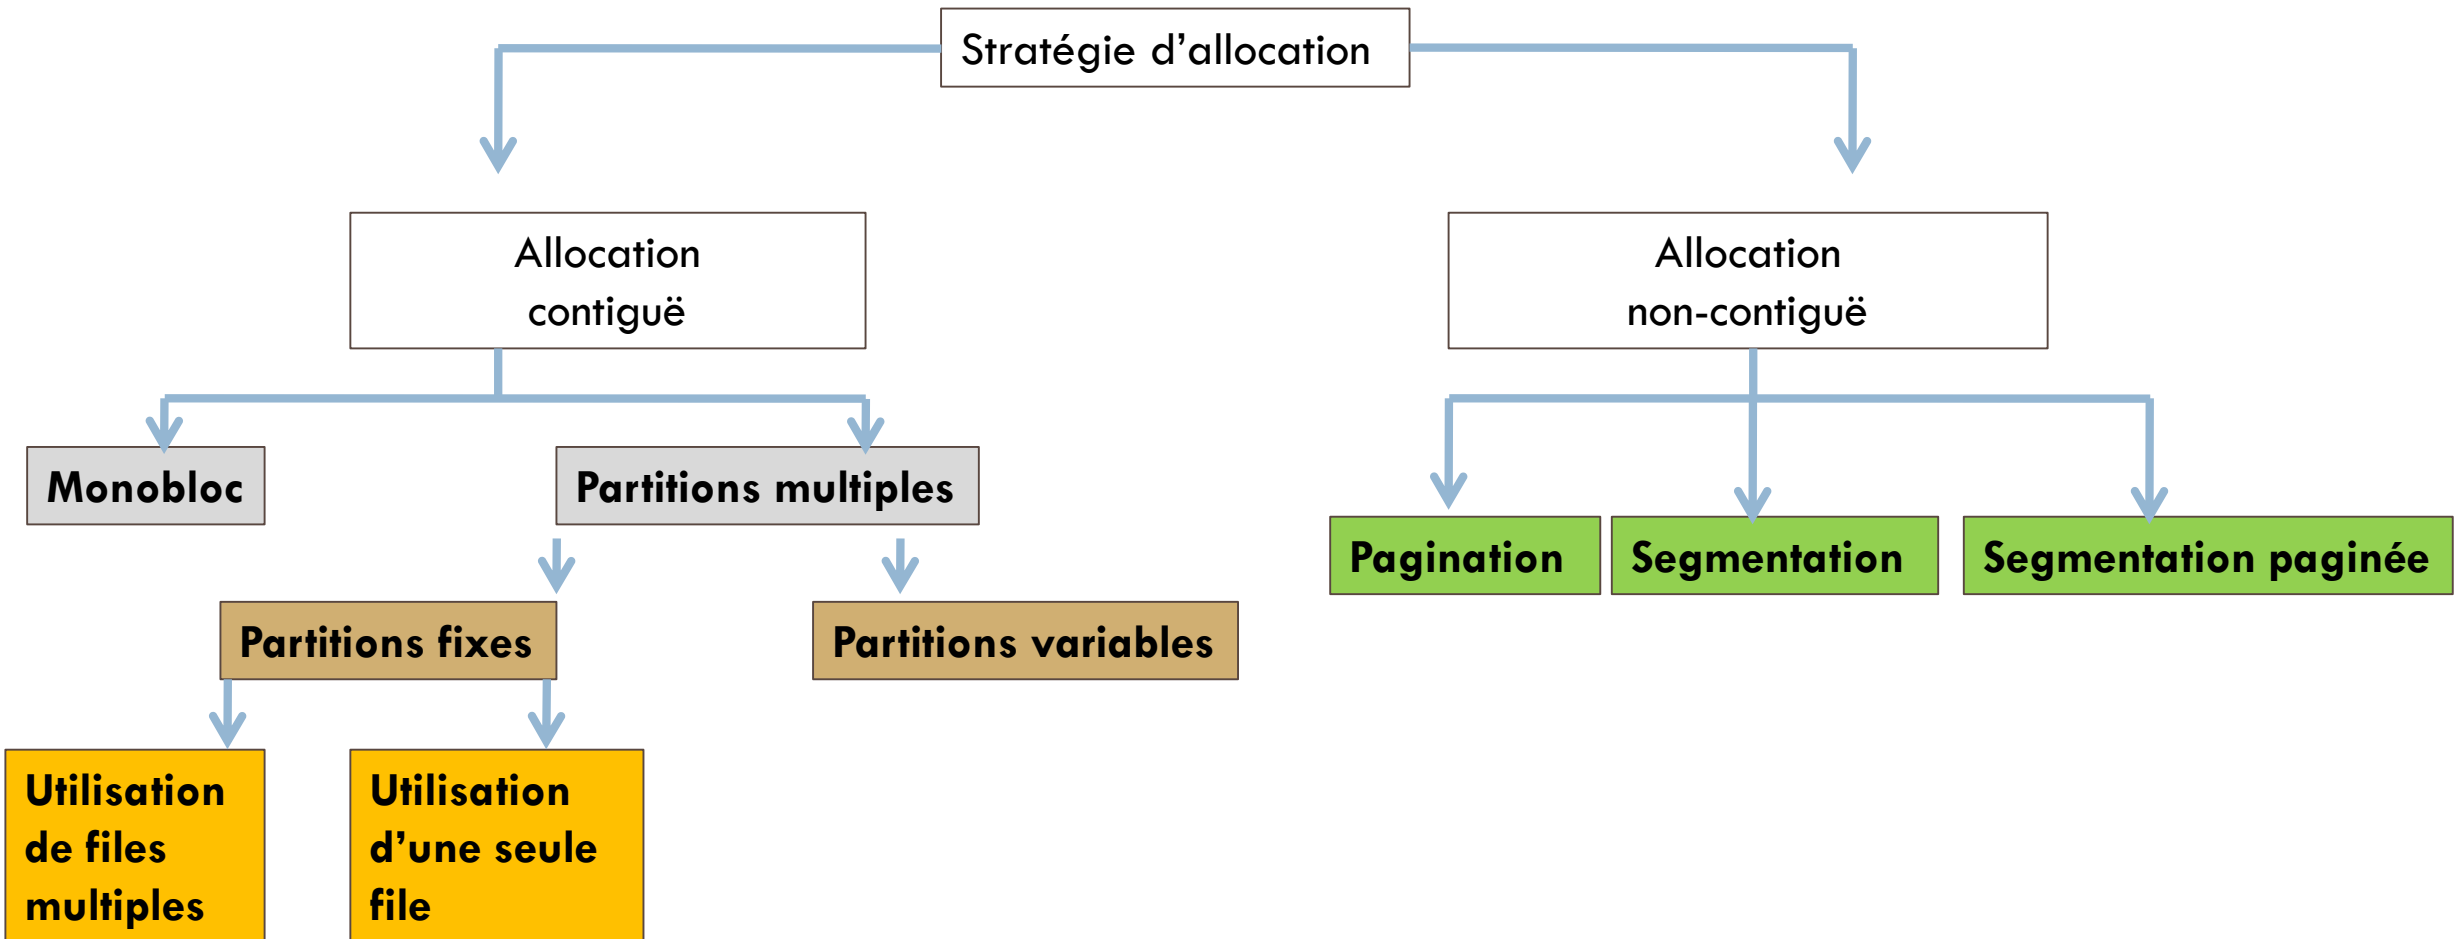 Stratégie d'allocation
Allocation
contiguë
Allocation
non-contiguë
Monobloc
Partitions multiples
Pagination
Segmentation
Segmentation paginée
Partitions fixes
Partitions variables
Utilisation
de files
multiples
Utilisation
d'une seule
file